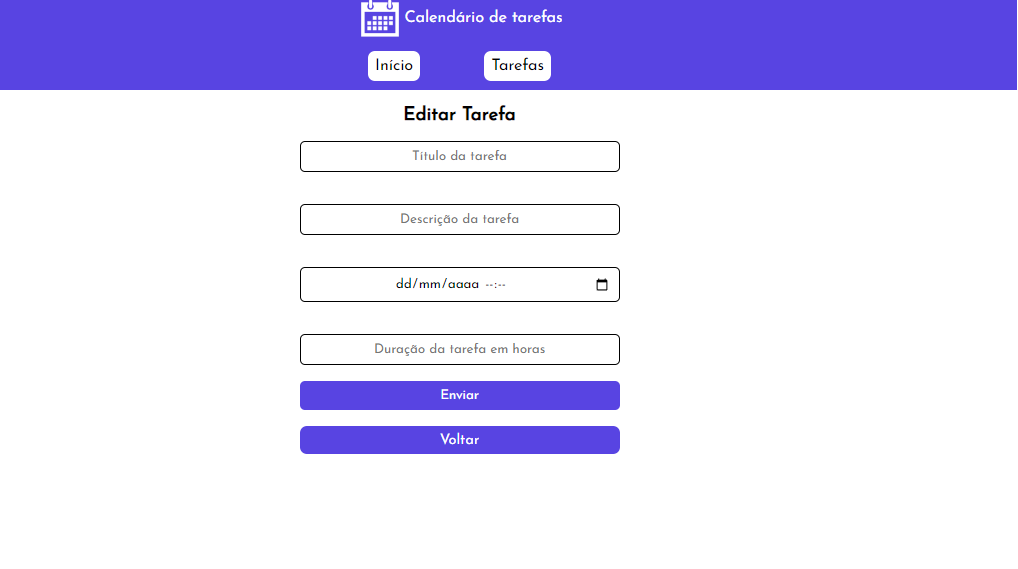 Calendário de tarefas
Início Tarefas
Editar Tarefa
Título da tarefa
Descrição da tarefa
dd/mm/aaaa --:--
Duração da tarefa em horas
Enviar
Voltar